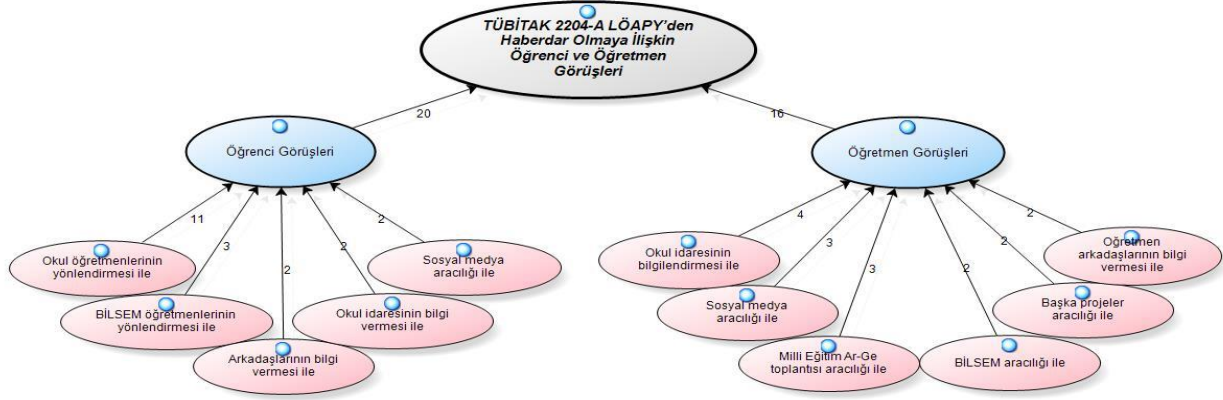 TÜBİTAK 2204-A LÖAPY'den
Haberdar Olmaya İlişkin
Öğrenci ve Öğretmen
Görüşleri
20
16
Öğrenci Görüşleri
Öğretmen Görüşleri
11
3
2
2
2
4
3
3
2
2
2
Okul öğretmenlerinin
yönlendirmesi ile
BİLSEM öğretmenlerinin
yönlendirmesi ile
Arkadaşlarının bilgi
vermesi ile
Okul idaresinin bilgi
vermesi ile
Sosyal medya
aracılığı ile
Okul idaresinin
bilgilendirmesi ile
Sosyal medya
aracılığı ile
Milli Eğitim Ar-Ge
toplantısı aracılığı ile
BİLSEM aracılığı ile
Başka projeler
aracılığı ile
Öğretmen
arkadaşlarının bilgi
vermesi ile